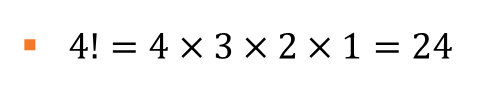 ▪ 4! = 4 × 3 × 2 × 1 = 24